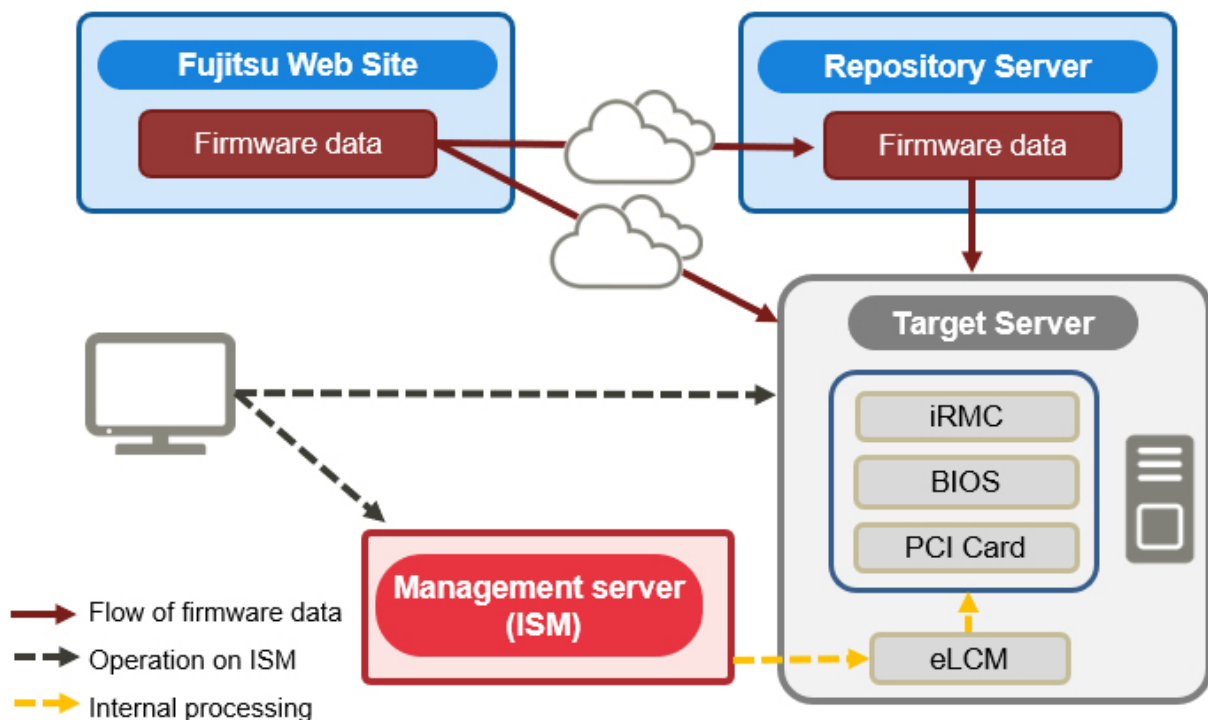 Fujitsu Web Site
Firmware data
Repository Server
Firmware data
Target Server
iRMC
BIOS
PCI Card
eLCM
Management server
(ISM)
Flow of firmware data
Operation on ISM
Internal processing